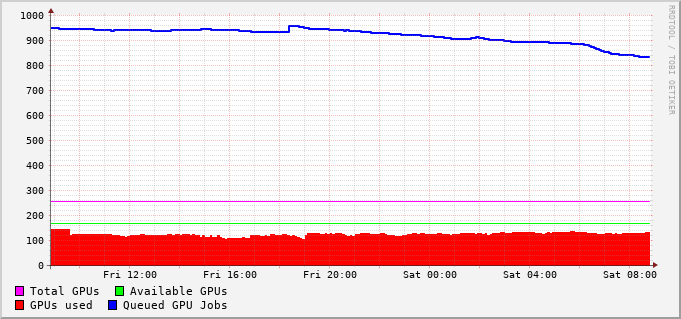 1000
900
800
700
600
500
400
300
200
100
0
Fri 12:00 Fri 16:00 Fri 20:00 Sat 00:00 Sat 04:00 Sat 08:00
Total GPUs Available GPUs
GPUs used Queued GPU Jobs
RRDTOOL / TOBI OETIKER